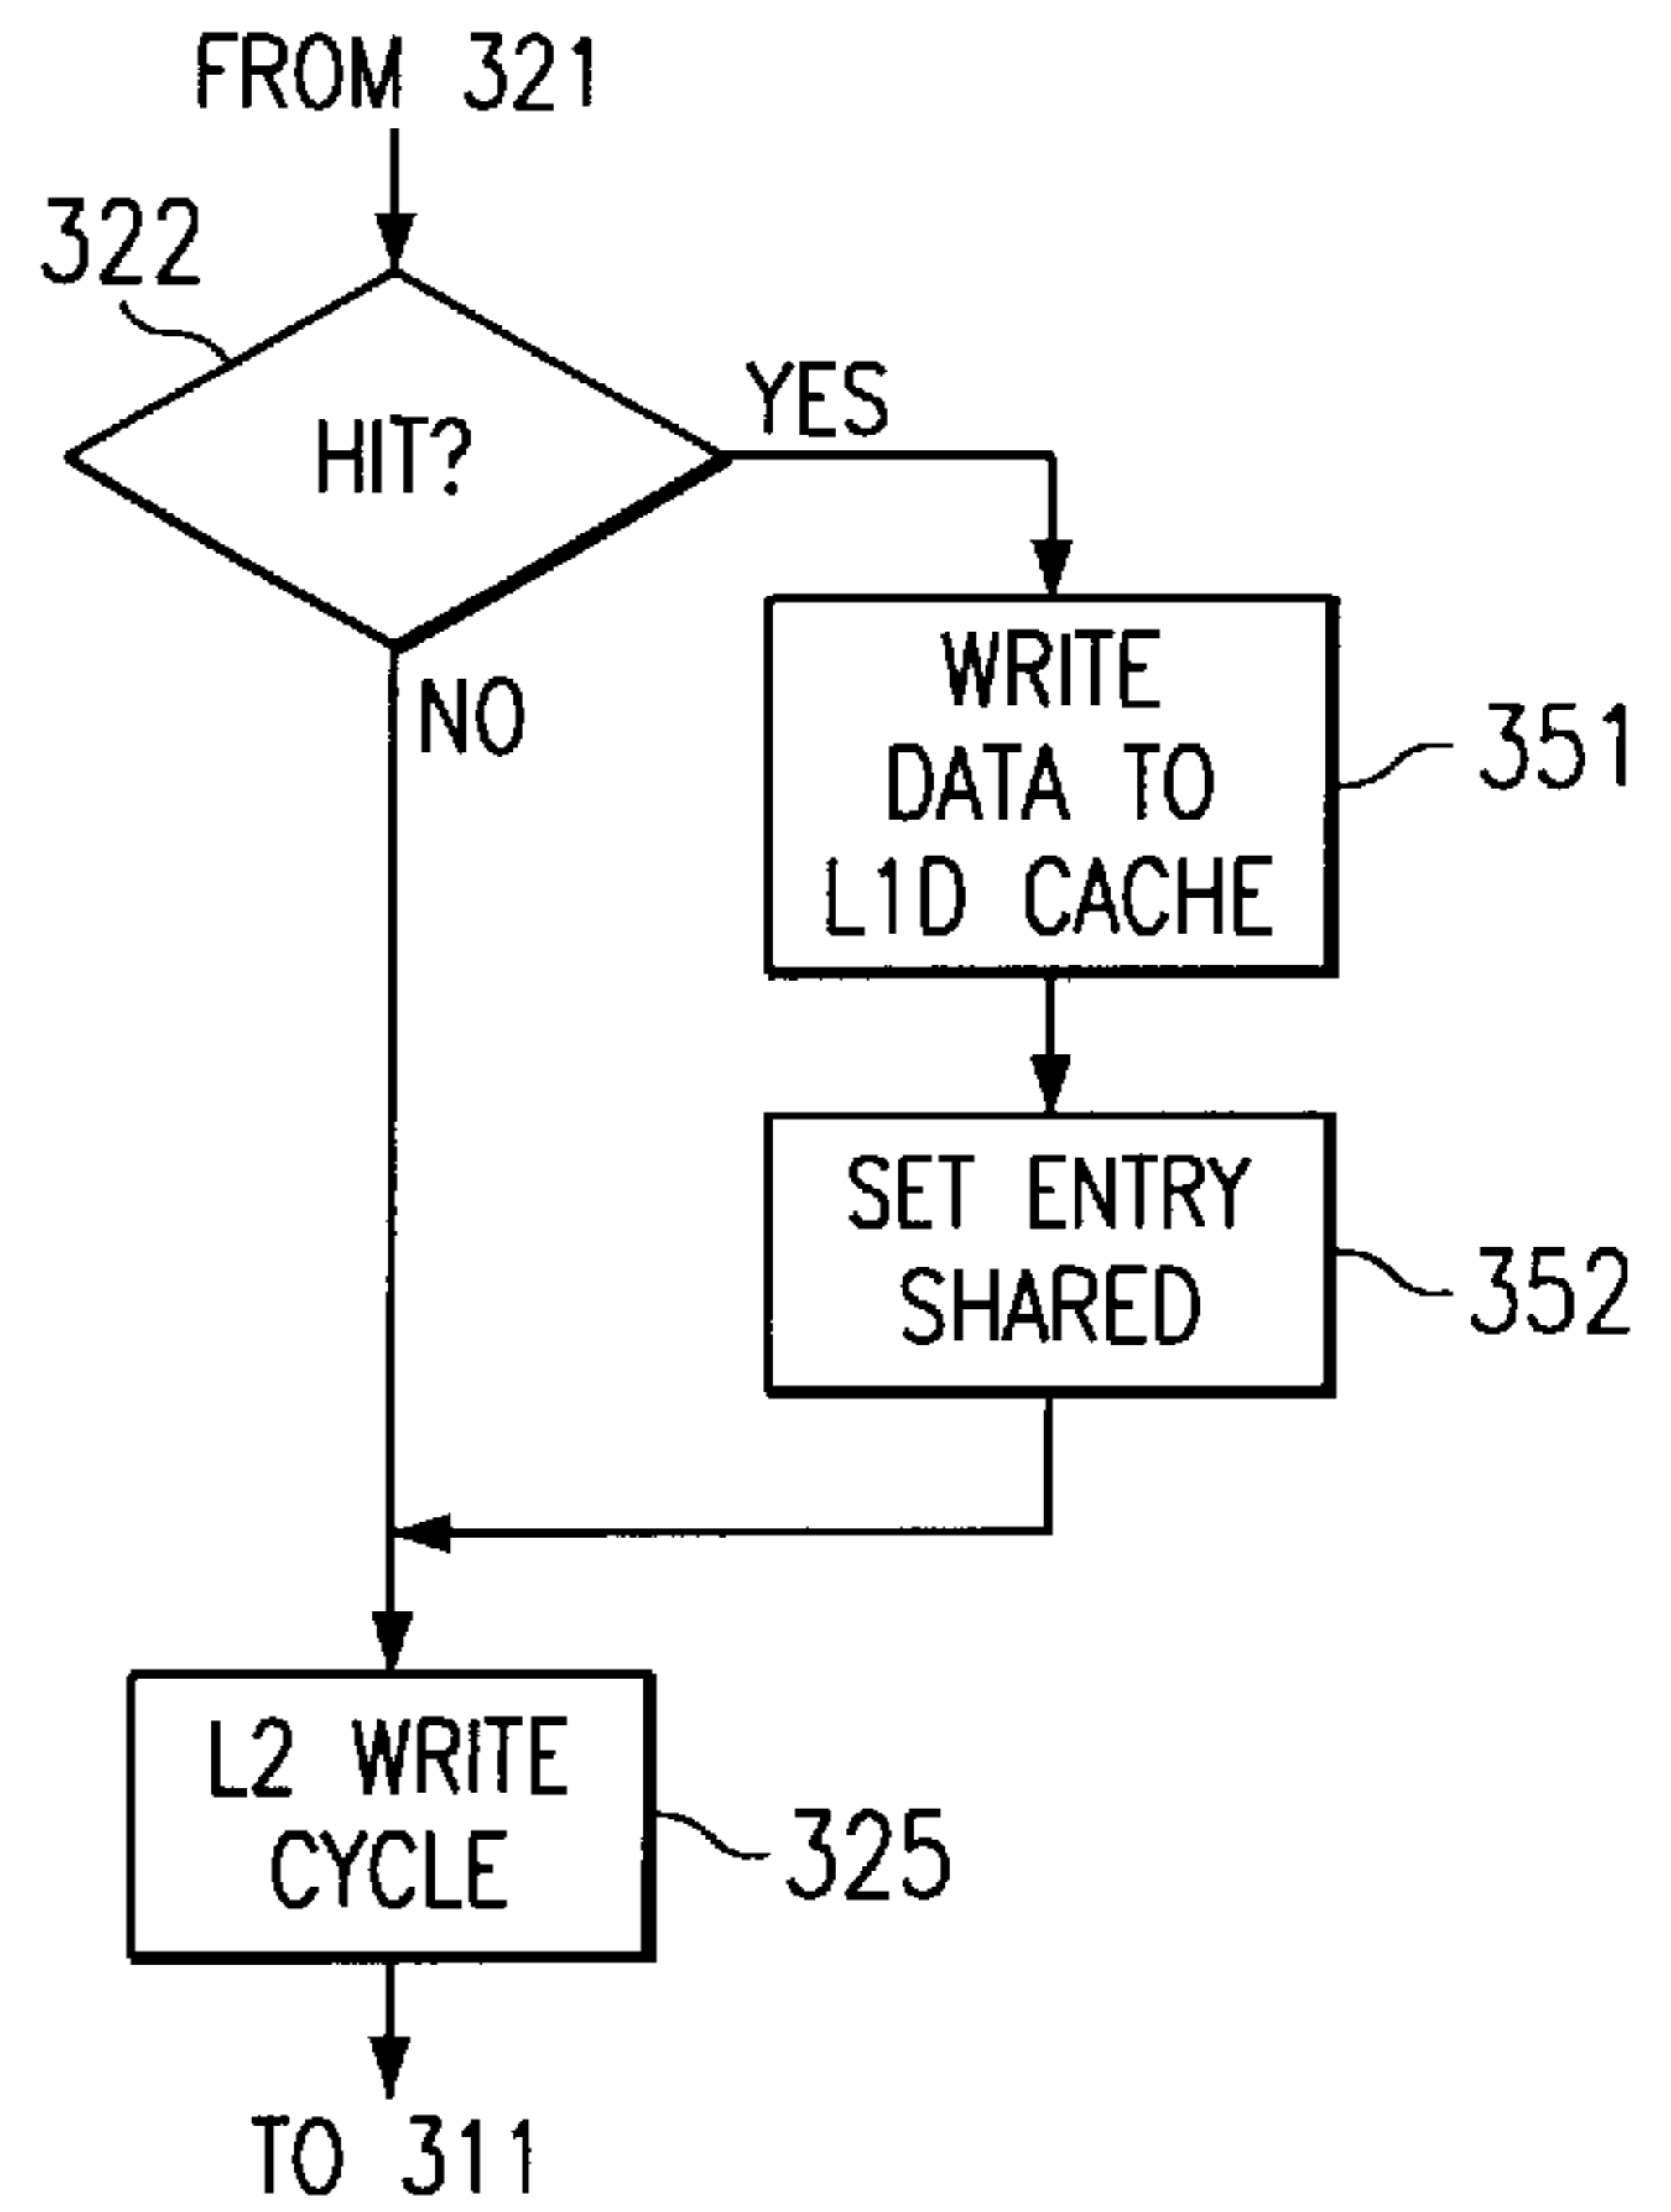 FROM 321
322
HIT?
YES
NO
WRITE
DATA TO
L1D CACHE
351
SET ENTRY
SHARED
352
L2 WRITE
CYCLE
325
TO 311